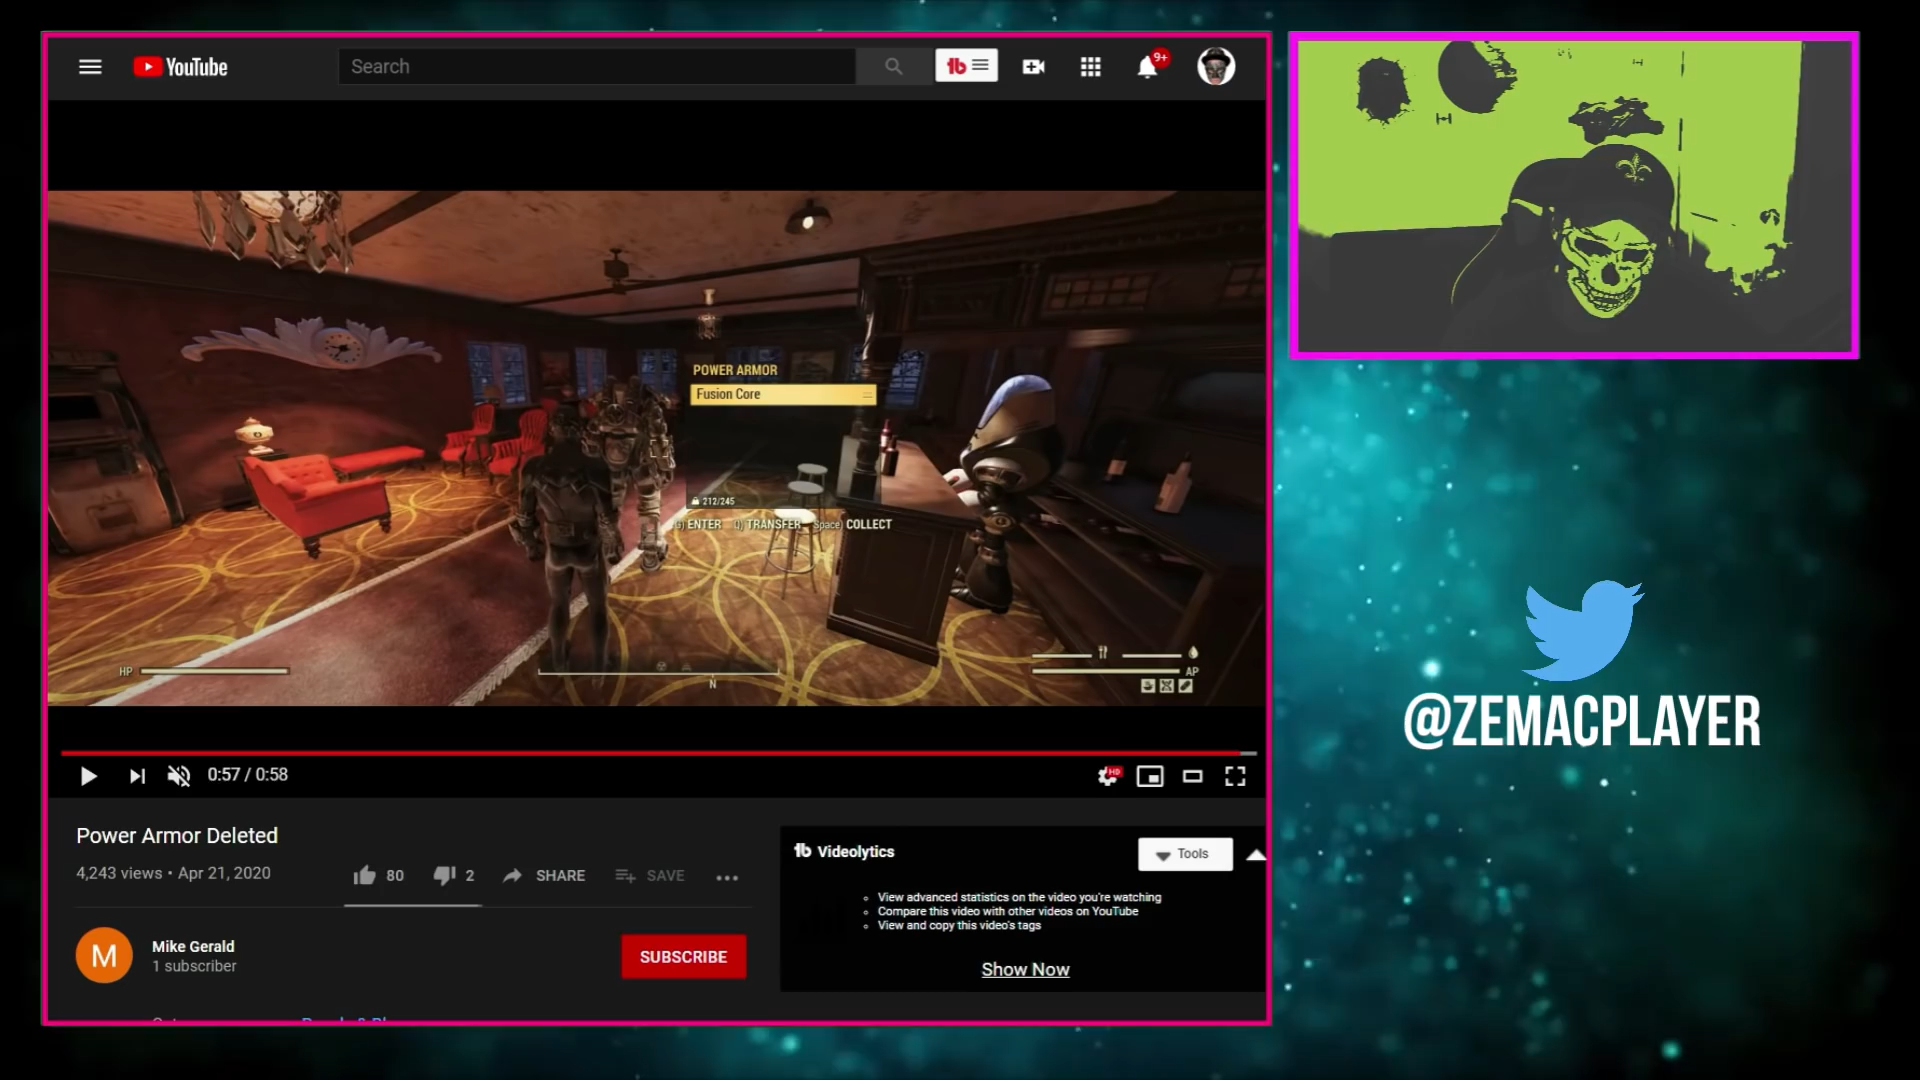 YouTube
Search
9+
POWER ARMOR
Fusion Core
212/245
G) ENTER Q) TRANSFER Space) COLLECT
HP
N
AP
0:57 / 0:58
HD
Power Armor Deleted
4,243 views • Apr 21, 2020
80
2
SHARE
SAVE
M
Mike Gerald
1 subscriber
SUBSCRIBE
Videolytics
Tools
View advanced statistics on the video you're watching
Compare this video with other videos on YouTube
View and copy this video's tags
Show Now
@ZEMACPLAYER